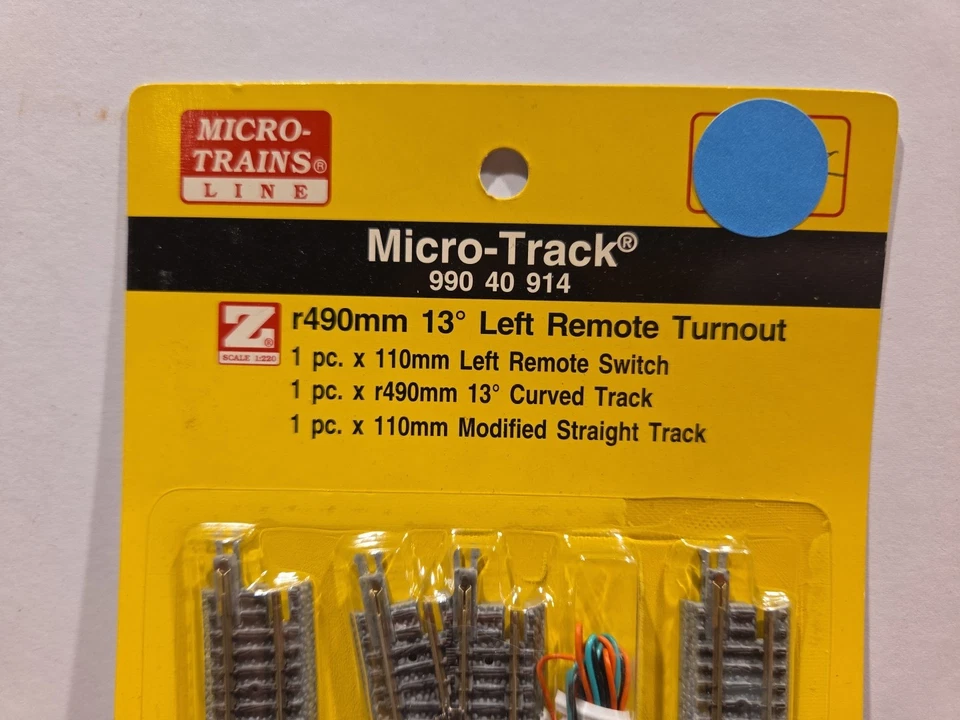 MICRO-
TRAINS®
LINE
Micro-Track®
990 40 914
Z®
SCALE 1:220
r490mm 13° Left Remote Turnout
1 pc. x 110mm Left Remote Switch
1 pc. x r490mm 13° Curved Track
1 pc. x 110mm Modified Straight Track